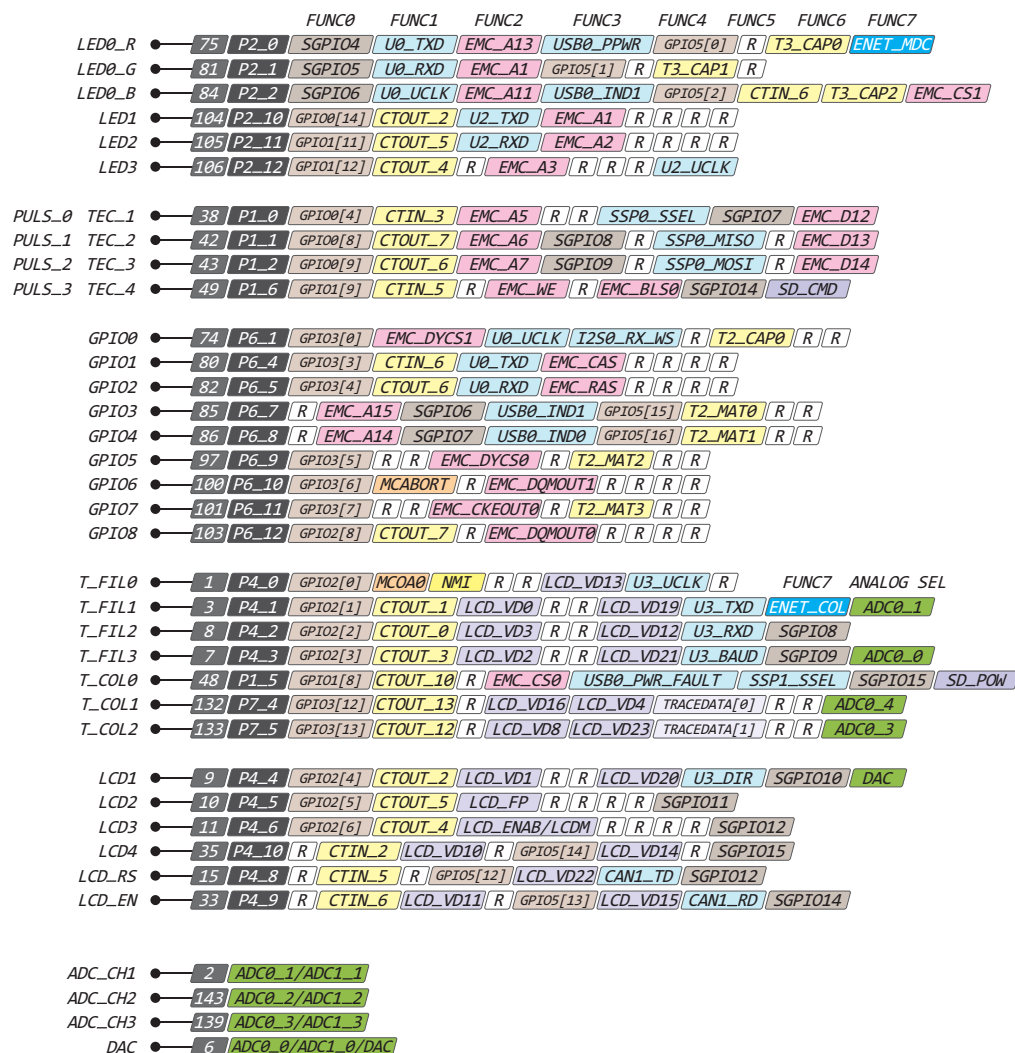 FUNC0 FUNC1 FUNC2 FUNC3 FUNC4 FUNC5 FUNC6 FUNC7
LED0_R 75 P2_0 SGPIO4 U0_TXD EMC_A13 USB0_PPWR GPIO5[0] R T3_CAP0 ENET_MDC
LED0_G 81 P2_1 SGPIO5 U0_RXD EMC_A1 GPIO5[1] R T3_CAP1 R
LED0_B 84 P2_2 SGPIO6 U0_UCLK EMC_A11 USB0_IND1 GPIO5[2] CTIN_6 T3_CAP2 EMC_CS1
LED1 104 P2_10 GPIO0[14] CTOUT_2 U2_TXD EMC_A1 R R R R
LED2 105 P2_11 GPIO1[11] CTOUT_5 U2_RXD EMC_A2 R R R R
LED3 106 P2_12 GPIO1[12] CTOUT_4 R EMC_A3 R R R U2_UCLK
PULS_0 TEC_1 38 P1_0 GPIO0[4] CTIN_3 EMC_A5 R R SSP0_SSEL SGPIO7 EMC_D12
PULS_1 TEC_2 42 P1_1 GPIO0[8] CTOUT_7 EMC_A6 SGPIO8 R SSP0_MISO R EMC_D13
PULS_2 TEC_3 43 P1_2 GPIO0[9] CTOUT_6 EMC_A7 SGPIO9 R SSP0_MOSI R EMC_D14
PULS_3 TEC_4 49 P1_6 GPIO1[9] CTIN_5 R EMC_WE R EMC_BLS0 SGPIO14 SD_CMD
GPIO0 74 P6_1 GPIO3[0] EMC_DYCS1 U0_UCLK I2S0_RX_WS R T2_CAP0 R R
GPIO1 80 P6_4 GPIO3[3] CTIN_6 U0_TXD EMC_CAS R R R R
GPIO2 82 P6_5 GPIO3[4] CTOUT_6 U0_RXD EMC_RAS R R R R
GPIO3 85 P6_7 R EMC_A15 SGPIO6 USB0_IND1 GPIO5[15] T2_MAT0 R R
GPIO4 86 P6_8 R EMC_A14 SGPIO7 USB0_IND0 GPIO5[16] T2_MAT1 R R
GPIO5 97 P6_9 GPIO3[5] R R EMC_DYCS0 R T2_MAT2 R R
GPIO6 100 P6_10 GPIO3[6] MCABORT R EMC_DQMOUT1 R R R R
GPIO7 101 P6_11 GPIO3[7] R R EMC_CKEOUT0 R T2_MAT3 R R
GPIO8 103 P6_12 GPIO2[8] CTOUT_7 R EMC_DQMOUT0 R R R R
T_FIL0 1 P4_0 GPIO2[0] MCOA0 NMI R R LCD_VD13 U3_UCLK R FUNC7 ANALOG SEL
T_FIL1 3 P4_1 GPIO2[1] CTOUT_1 LCD_VD0 R R LCD_VD19 U3_TXD ENET_COL ADC0_1
T_FIL2 8 P4_2 GPIO2[2] CTOUT_0 LCD_VD3 R R LCD_VD12 U3_RXD SGPIO8
T_FIL3 7 P4_3 GPIO2[3] CTOUT_3 LCD_VD2 R R LCD_VD21 U3_BAUD SGPIO9 ADC0_0
T_COL0 48 P1_5 GPIO1[8] CTOUT_10 R EMC_CS0 USB0_PWR_FAULT SSP1_SSEL SGPIO15 SD_POW
T_COL1 132 P7_4 GPIO3[12] CTOUT_13 R LCD_VD16 LCD_VD4 TRACEDATA[0] R R ADC0_4
T_COL2 133 P7_5 GPIO3[13] CTOUT_12 R LCD_VD8 LCD_VD23 TRACEDATA[1] R R ADC0_3
LCD1 9 P4_4 GPIO2[4] CTOUT_2 LCD_VD1 R R LCD_VD20 U3_DIR SGPIO10 DAC
LCD2 10 P4_5 GPIO2[5] CTOUT_5 LCD_FP R R R R SGPIO11
LCD3 11 P4_6 GPIO2[6] CTOUT_4 LCD_ENAB/LCDM R R R R SGPIO12
LCD4 35 P4_10 R CTIN_2 LCD_VD10 R GPIO5[14] LCD_VD14 R SGPIO15
LCD_RS 15 P4_8 R CTIN_5 R GPIO5[12] LCD_VD22 CAN1_TD SGPIO12
LCD_EN 33 P4_9 R CTIN_6 LCD_VD11 R GPIO5[13] LCD_VD15 CAN1_RD SGPIO14
ADC_CH1 2 ADC0_1/ADC1_1
ADC_CH2 143 ADC0_2/ADC1_2
ADC_CH3 139 ADC0_3/ADC1_3
DAC 6 ADC0_0/ADC1_0/DAC